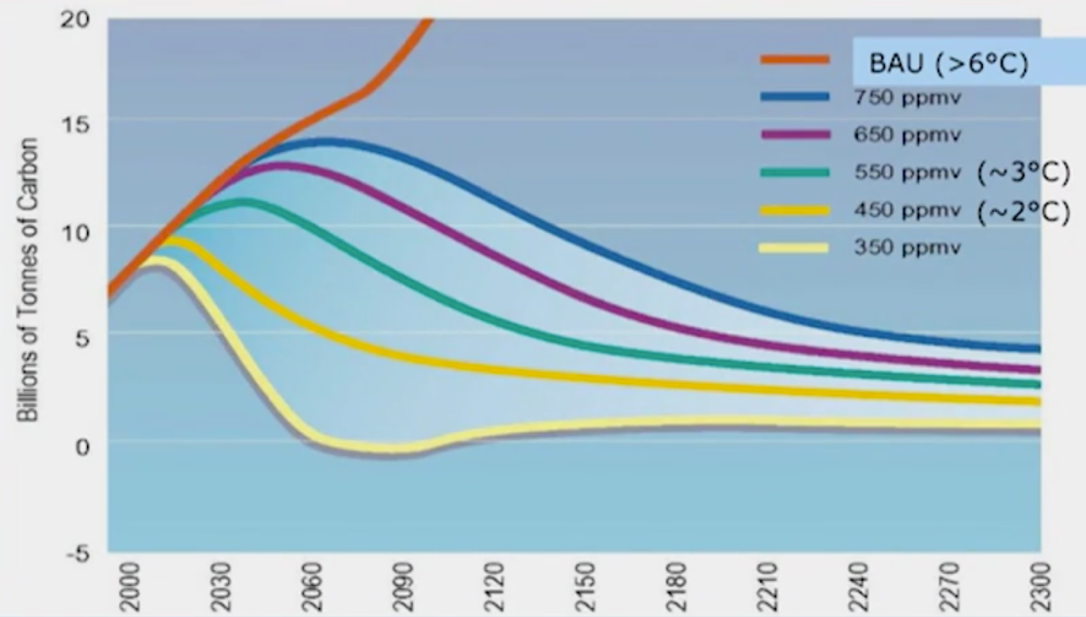 20
15
10
5
0
-5
Billions of Tonnes of Carbon
BAU (>6°C)
750 ppmv
650 ppmv
550 ppmv (~3°C)
450 ppmv (~2°C)
350 ppmv
2000 2030 2060 2090 2120 2150 2180 2210 2240 2270 2300